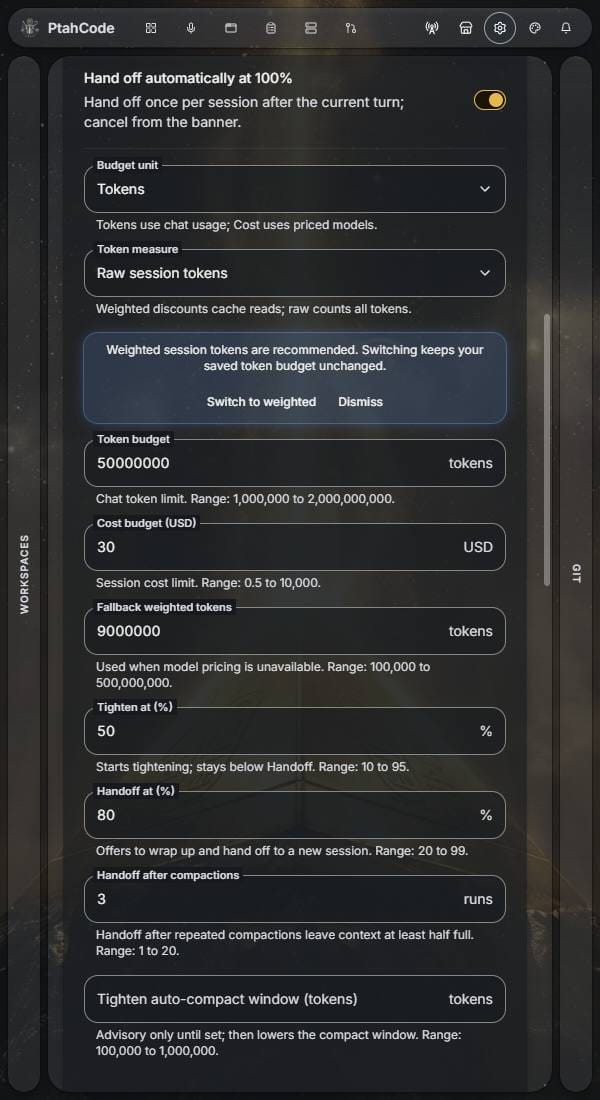 PtahCode
Hand off automatically at 100%
Hand off once per session after the current turn;
cancel from the banner.
Budget unit
Tokens
Tokens use chat usage; Cost uses priced models.
Token measure
Raw session tokens
Weighted discounts cache reads; raw counts all tokens.
Weighted session tokens are recommended. Switching keeps your
saved token budget unchanged.
Switch to weighted Dismiss
Token budget
50000000 tokens
Chat token limit. Range: 1,000,000 to 2,000,000,000.
Cost budget (USD)
30 USD
Session cost limit. Range: 0.5 to 10,000.
Fallback weighted tokens
9000000 tokens
Used when model pricing is unavailable. Range: 100,000 to
500,000,000.
Tighten at (%)
50 %
Starts tightening; stays below Handoff. Range: 10 to 95.
Handoff at (%)
80 %
Offers to wrap up and hand off to a new session. Range: 20 to 99.
Handoff after compactions
3 runs
Handoff after repeated compactions leave context at least half full.
Range: 1 to 20.
Tighten auto-compact window (tokens) tokens
Advisory only until set; then lowers the compact window. Range:
100,000 to 1,000,000.
WORKSPACES
GIT